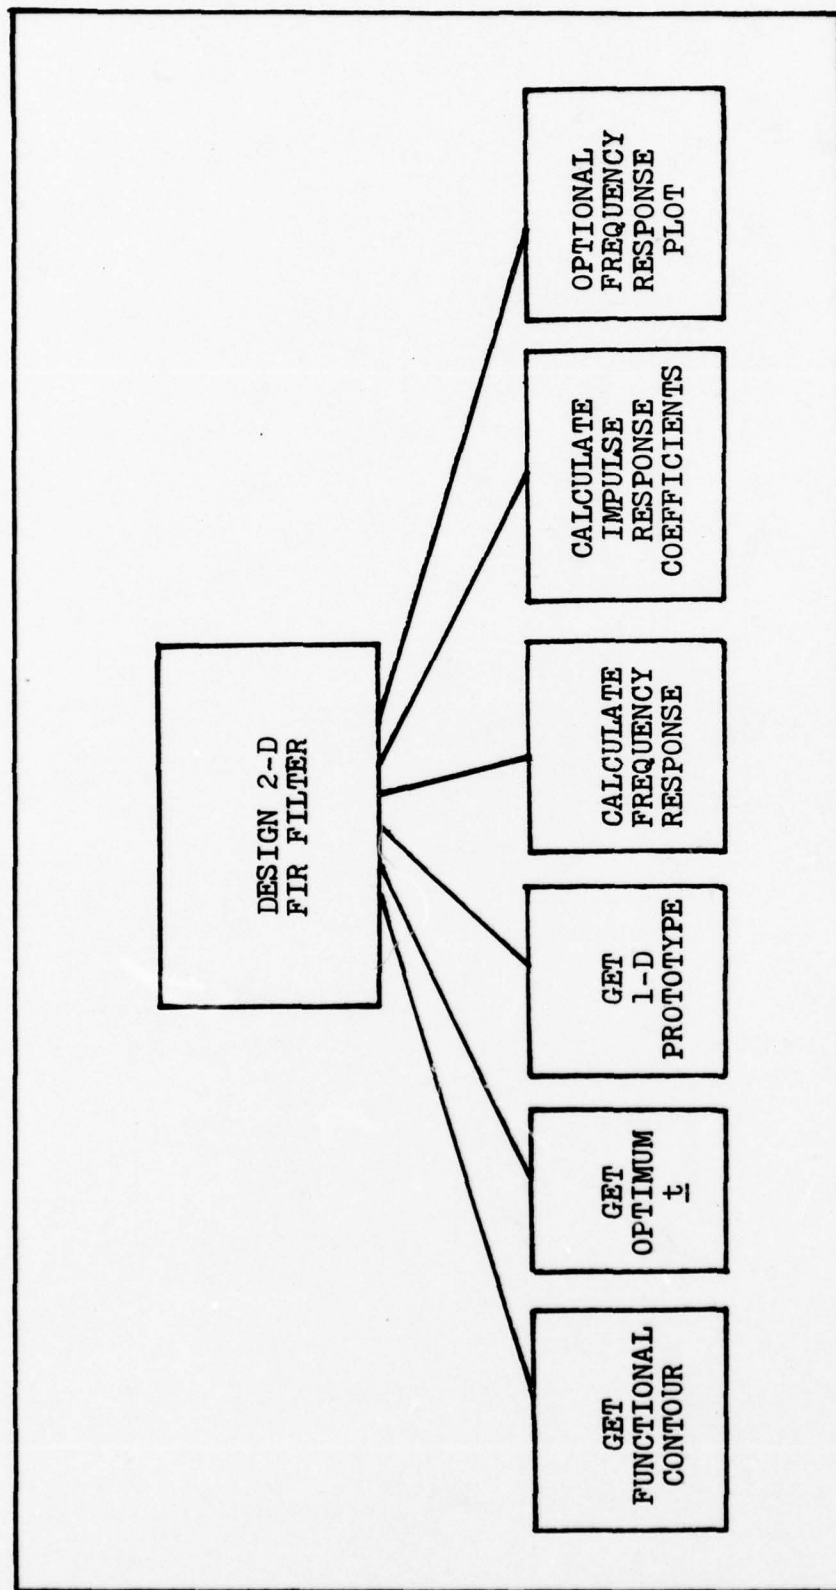 DESIGN 2-D
FIR FILTER
GET
FUNCTIONAL
CONTOUR
GET
OPTIMUM
t
GET
1-D
PROTOTYPE
CALCULATE
FREQUENCY
RESPONSE
CALCULATE
IMPULSE
RESPONSE
COEFFICIENTS
OPTIONAL
FREQUENCY
RESPONSE
PLOT